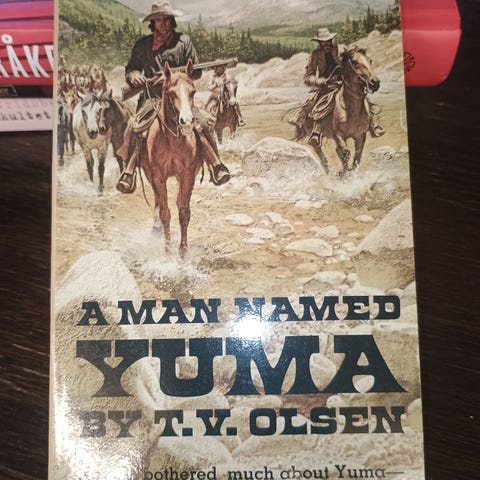 ÅKE
kultet
A MAN NAMED
YUMA
BY T.V. OLSEN
bothered much about Yuma—